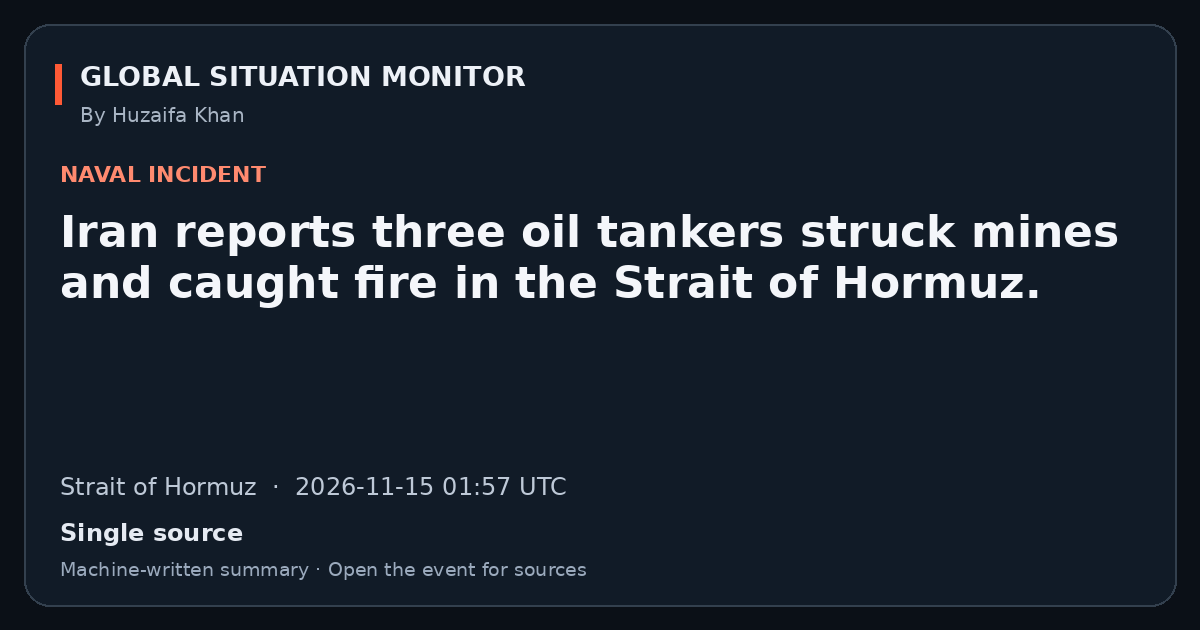 GLOBAL SITUATION MONITOR
By Huzaifa Khan
NAVAL INCIDENT
Iran reports three oil tankers struck mines
and caught fire in the Strait of Hormuz.
Strait of Hormuz · 2026-11-15 01:57 UTC
Single source
Machine-written summary · Open the event for sources